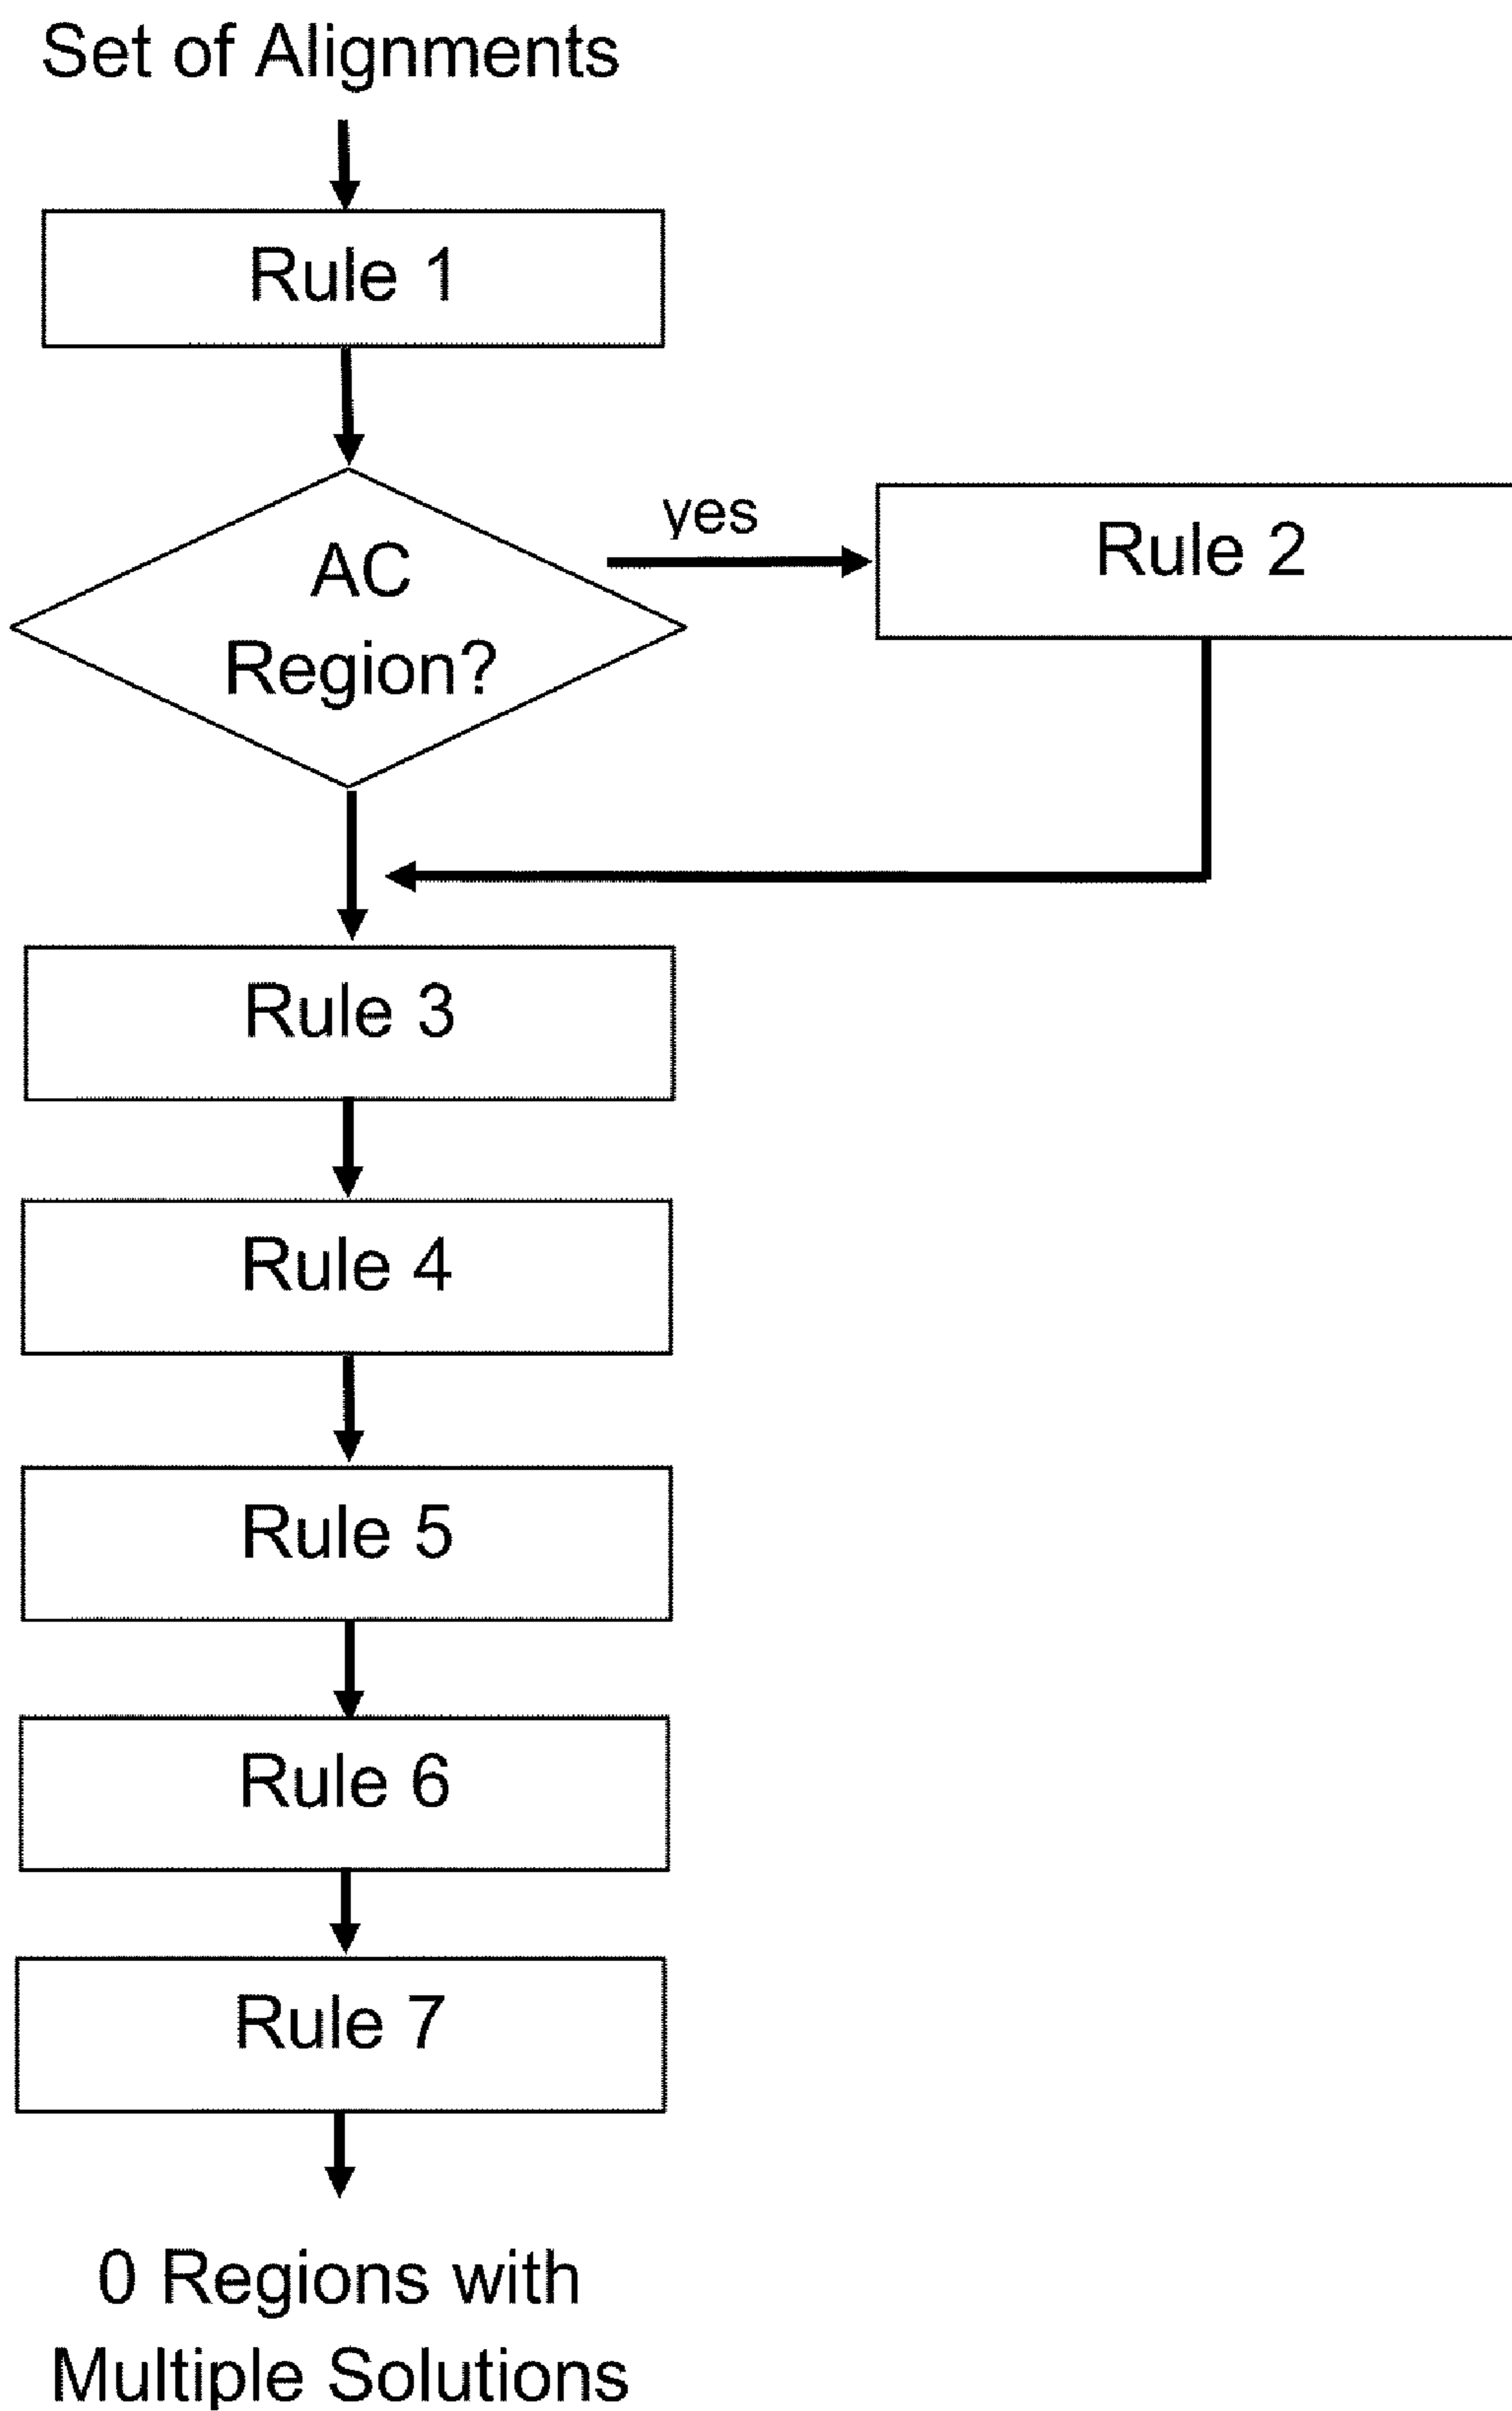 Set of Alignments
Rule 1
AC
Region?
yes
Rule 2
Rule 3
Rule 4
Rule 5
Rule 6
Rule 7
0 Regions with
Multiple Solutions